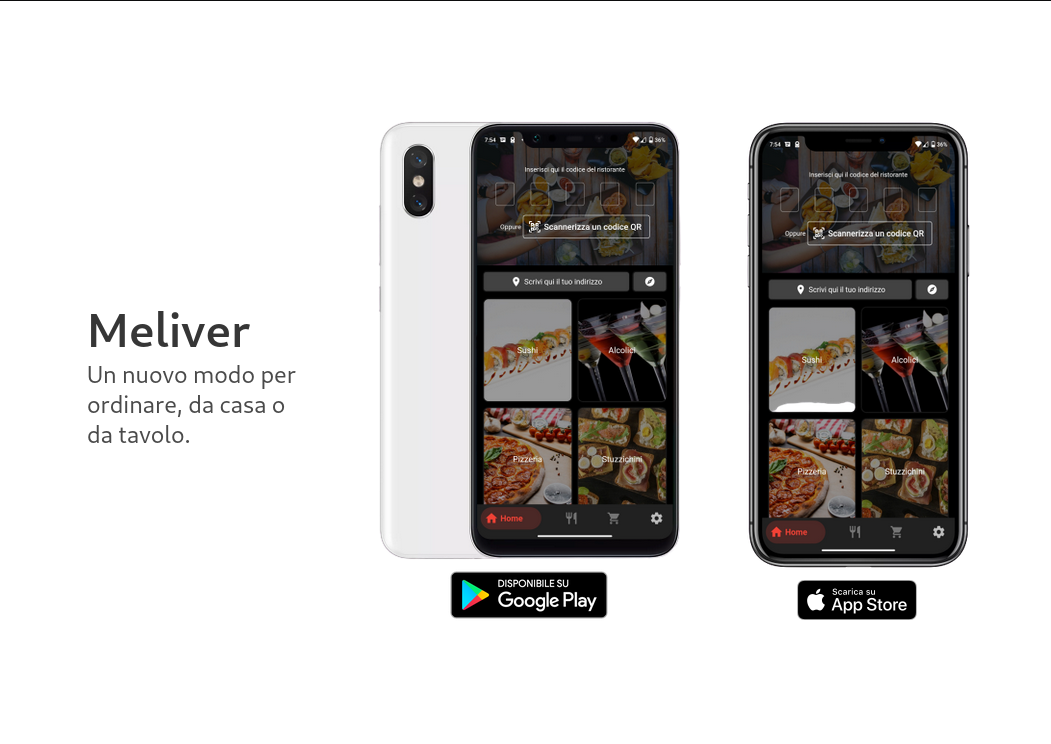 Meliver
Un nuovo modo per
ordinare, da casa o
da tavolo.
7:54
36%
Inserisci qui il codice del ristorante
Oppure
Scannerizza un codice QR
Scrivi qui il tuo indirizzo
Sushi
Alcolici
Pizzeria
Stuzzichini
Home
DISPONIBILE SU
Google Play
7:54
36%
Inserisci qui il codice del ristorante
Oppure
Scannerizza un codice QR
Scrivi qui il tuo indirizzo
Sushi
Alcolici
Pizzeria
Stuzzichini
Home
Scarica su
App Store